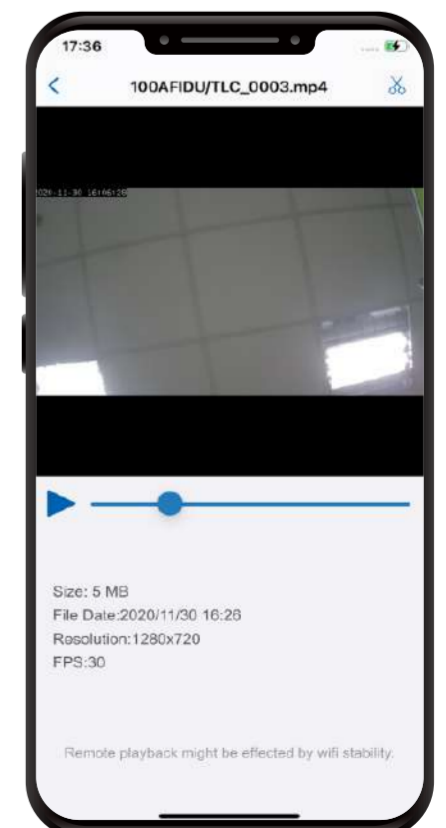 17:36
100AFIDU/TLC_0003.mp4
Size: 5 MB
File Date:2020/11/30 16:26
Resolution:1280x720
FPS:30
Remote playback might be effected by wifi stability.